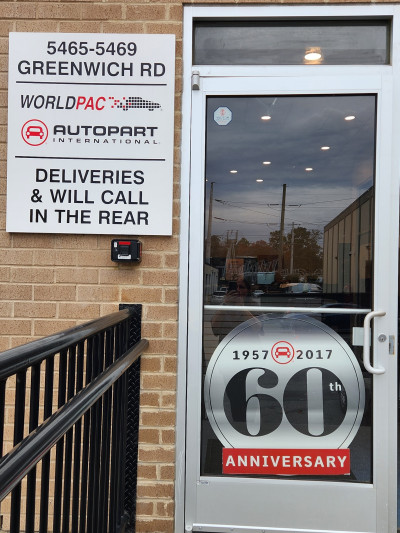 5465-5469
GREENWICH RD
WORLDPAC
AUTOPART
INTERNATIONAL
DELIVERIES
& WILL CALL
IN THE REAR
1957 2017
60th
ANNIVERSARY